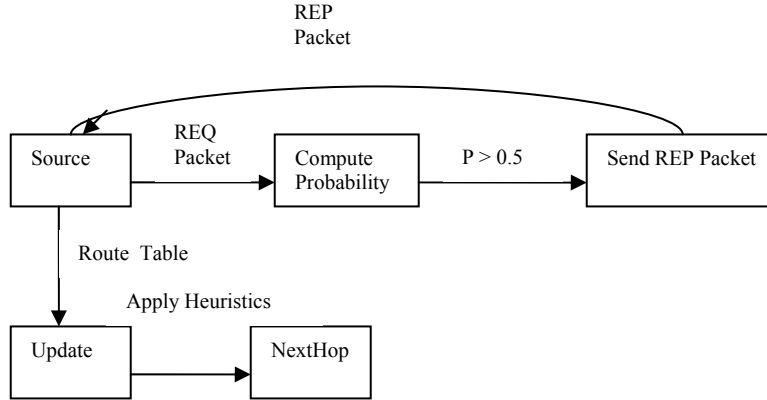 REP
Packet
Source
REQ
Packet
Compute
Probability
P > 0.5
Send REP Packet
Route Table
Apply Heuristics
Update
NextHop